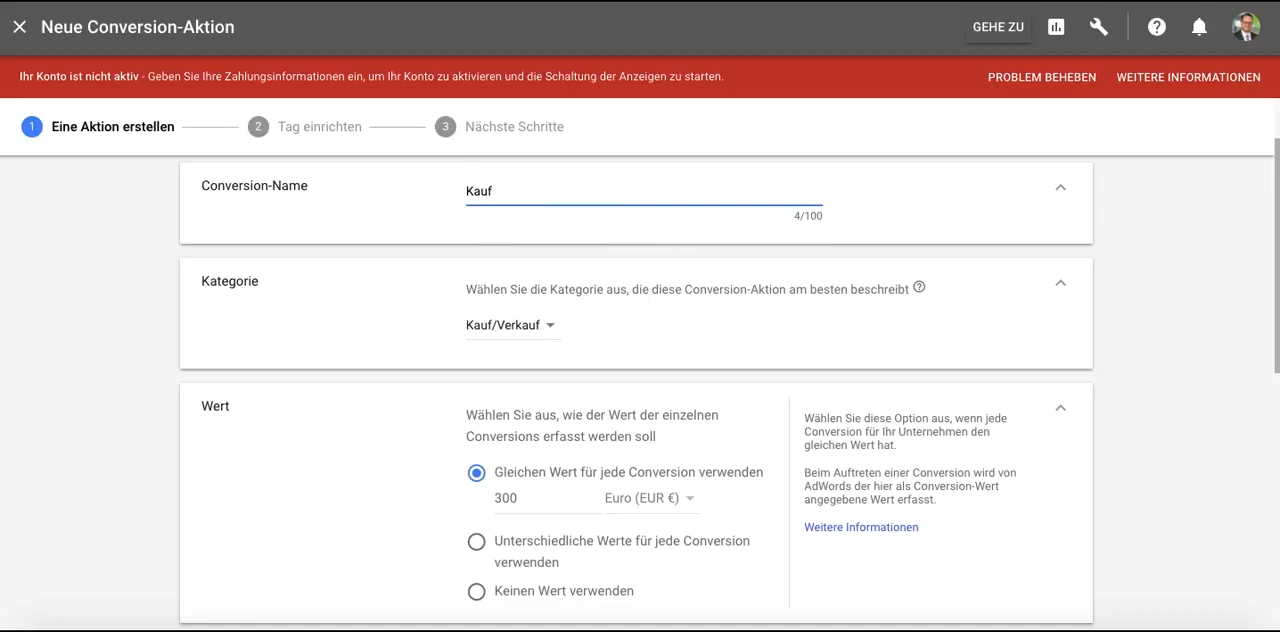 Neue Conversion-Aktion
GEHE ZU
Ihr Konto ist nicht aktiv - Geben Sie Ihre Zahlungsinformationen ein, um Ihr Konto zu aktivieren und die Schaltung der Anzeigen zu starten.
PROBLEM BEHEBEN
WEITERE INFORMATIONEN
1 Eine Aktion erstellen
2 Tag einrichten
3 Nächste Schritte
Conversion-Name
Kauf
4/100
Kategorie
Wählen Sie die Kategorie aus, die diese Conversion-Aktion am besten beschreibt
Kauf/Verkauf
Wert
Wählen Sie aus, wie der Wert der einzelnen
Conversions erfasst werden soll
Gleichen Wert für jede Conversion verwenden
300 Euro (EUR €)
Unterschiedliche Werte für jede Conversion
verwenden
Keinen Wert verwenden
Wählen Sie diese Option aus, wenn jede
Conversion für Ihr Unternehmen den
gleichen Wert hat.
Beim Auftreten einer Conversion wird von
AdWords der hier als Conversion-Wert
angegebene Wert erfasst.
Weitere Informationen